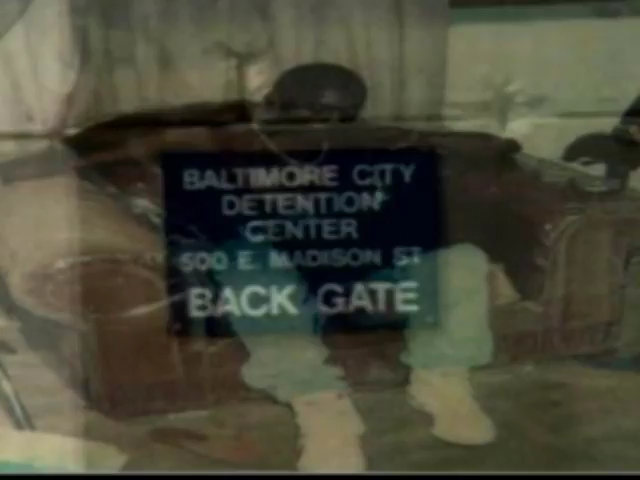 BALTIMORE CITY
DETENTION
CENTER
500 E. MADISON ST
BACK GATE